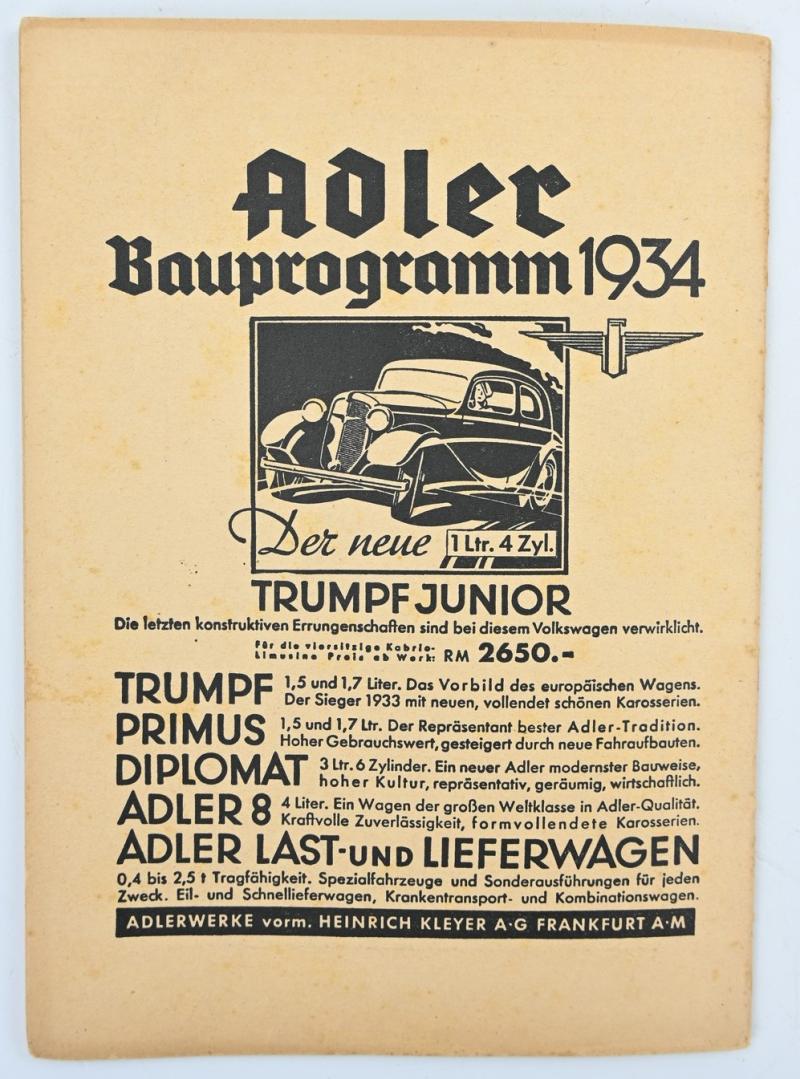 Adler
Bauprogramm 1934
Der neue 1 Ltr. 4 Zyl.
TRUMPF JUNIOR
Die letzten konstruktiven Errungenschaften sind bei diesem Volkswagen verwirklicht.
Für die viersitzige Kabrio-
Limusine Preis ab Werk: RM 2650.-
TRUMPF 1,5 und 1,7 Liter. Das Vorbild des europäischen Wagens.
Der Sieger 1933 mit neuen, vollendet schönen Karosserien.
PRIMUS 1,5 und 1,7 Ltr. Der Repräsentant bester Adler-Tradition.
Hoher Gebrauchswert, gesteigert durch neue Fahraufbauten.
DIPLOMAT 3 Ltr. 6 Zylinder. Ein neuer Adler modernster Bauweise,
hoher Kultur, repräsentativ, geräumig, wirtschaftlich.
ADLER 8 4 Liter. Ein Wagen der großen Weltklasse in Adler-Qualität.
Kraftvolle Zuverlässigkeit, formvollendete Karosserien.
ADLER LAST- UND LIEFERWAGEN
0,4 bis 2,5 t Tragfähigkeit. Spezialfahrzeuge und Sonderausführungen für jeden
Zweck. Eil- und Schnellieferwagen, Krankentransport- und Kombinationswagen.
ADLERWERKE vorm. HEINRICH KLEYER A·G FRANKFURT A·M